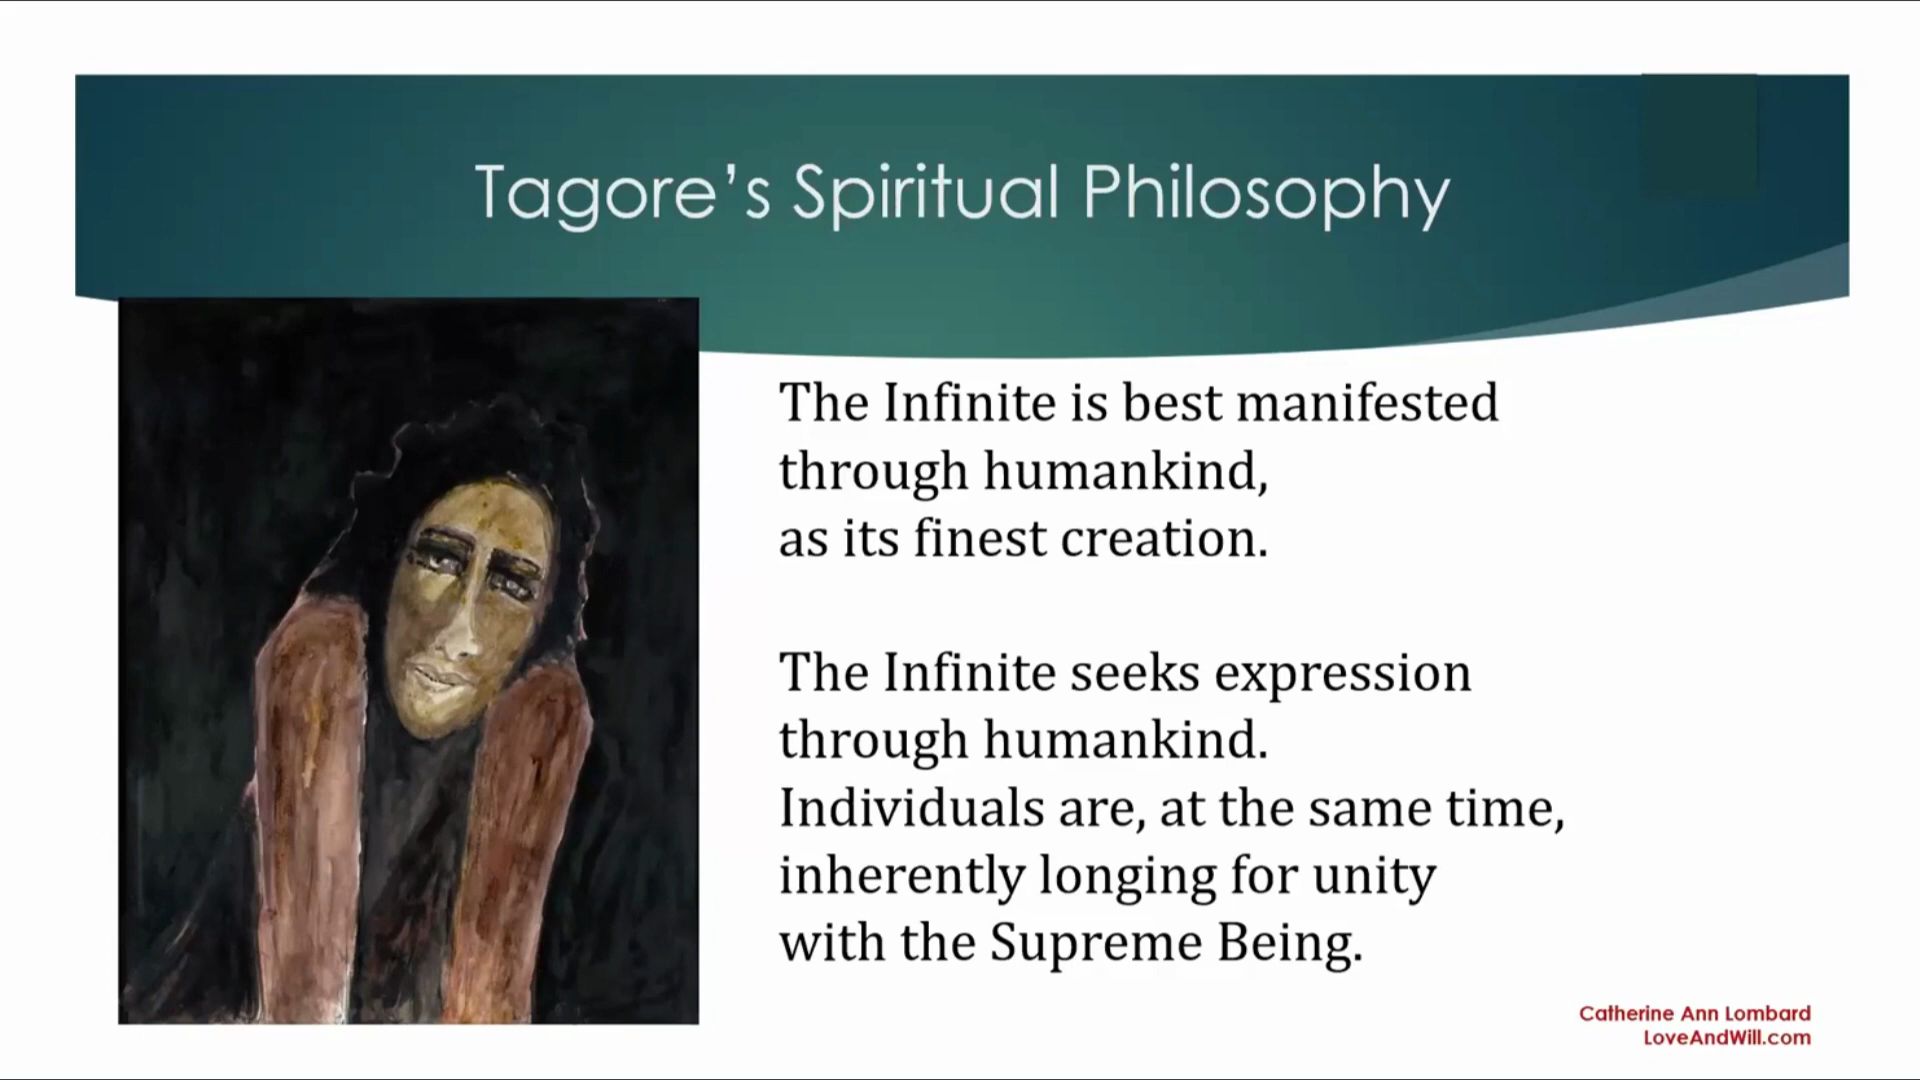 Tagore’s Spiritual Philosophy
The Infinite is best manifested
through humankind,
as its finest creation.
The Infinite seeks expression
through humankind.
Individuals are, at the same time,
inherently longing for unity
with the Supreme Being.
Catherine Ann Lombard
LoveAndWill.com